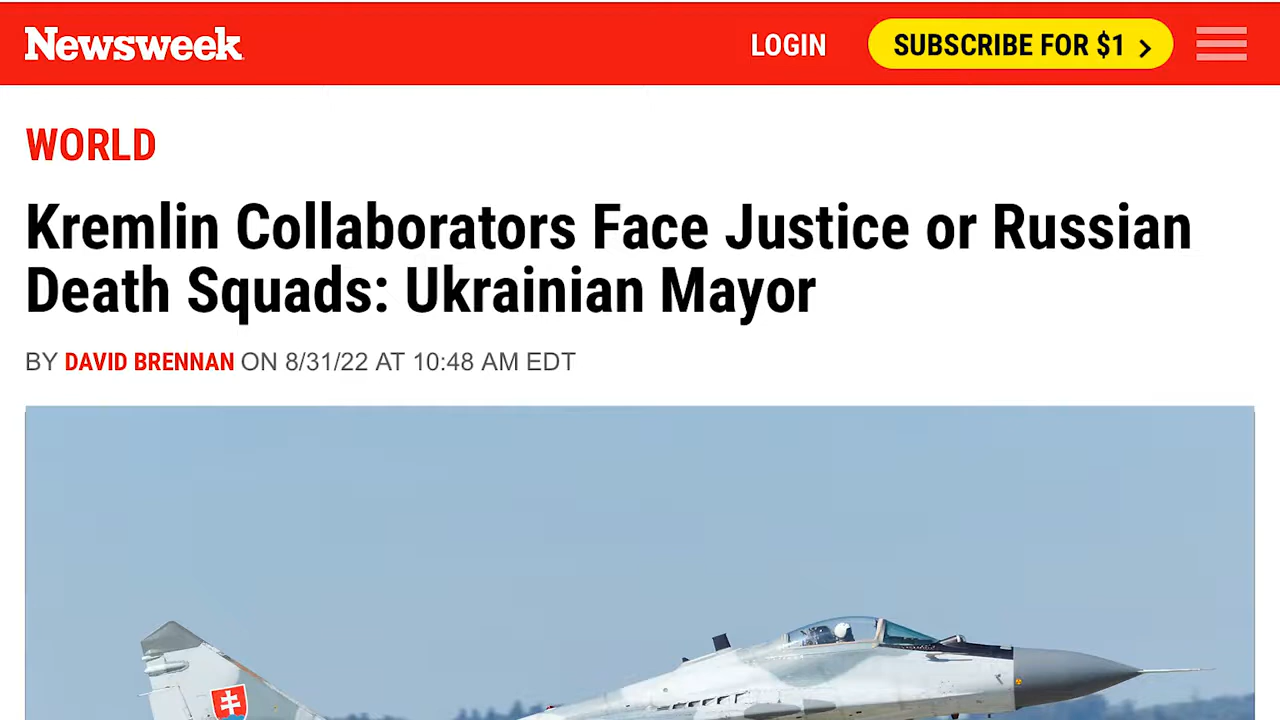 Newsweek
LOGIN
SUBSCRIBE FOR $1
WORLD
Kremlin Collaborators Face Justice or Russian
Death Squads: Ukrainian Mayor
BY DAVID BRENNAN ON 8/31/22 AT 10:48 AM EDT